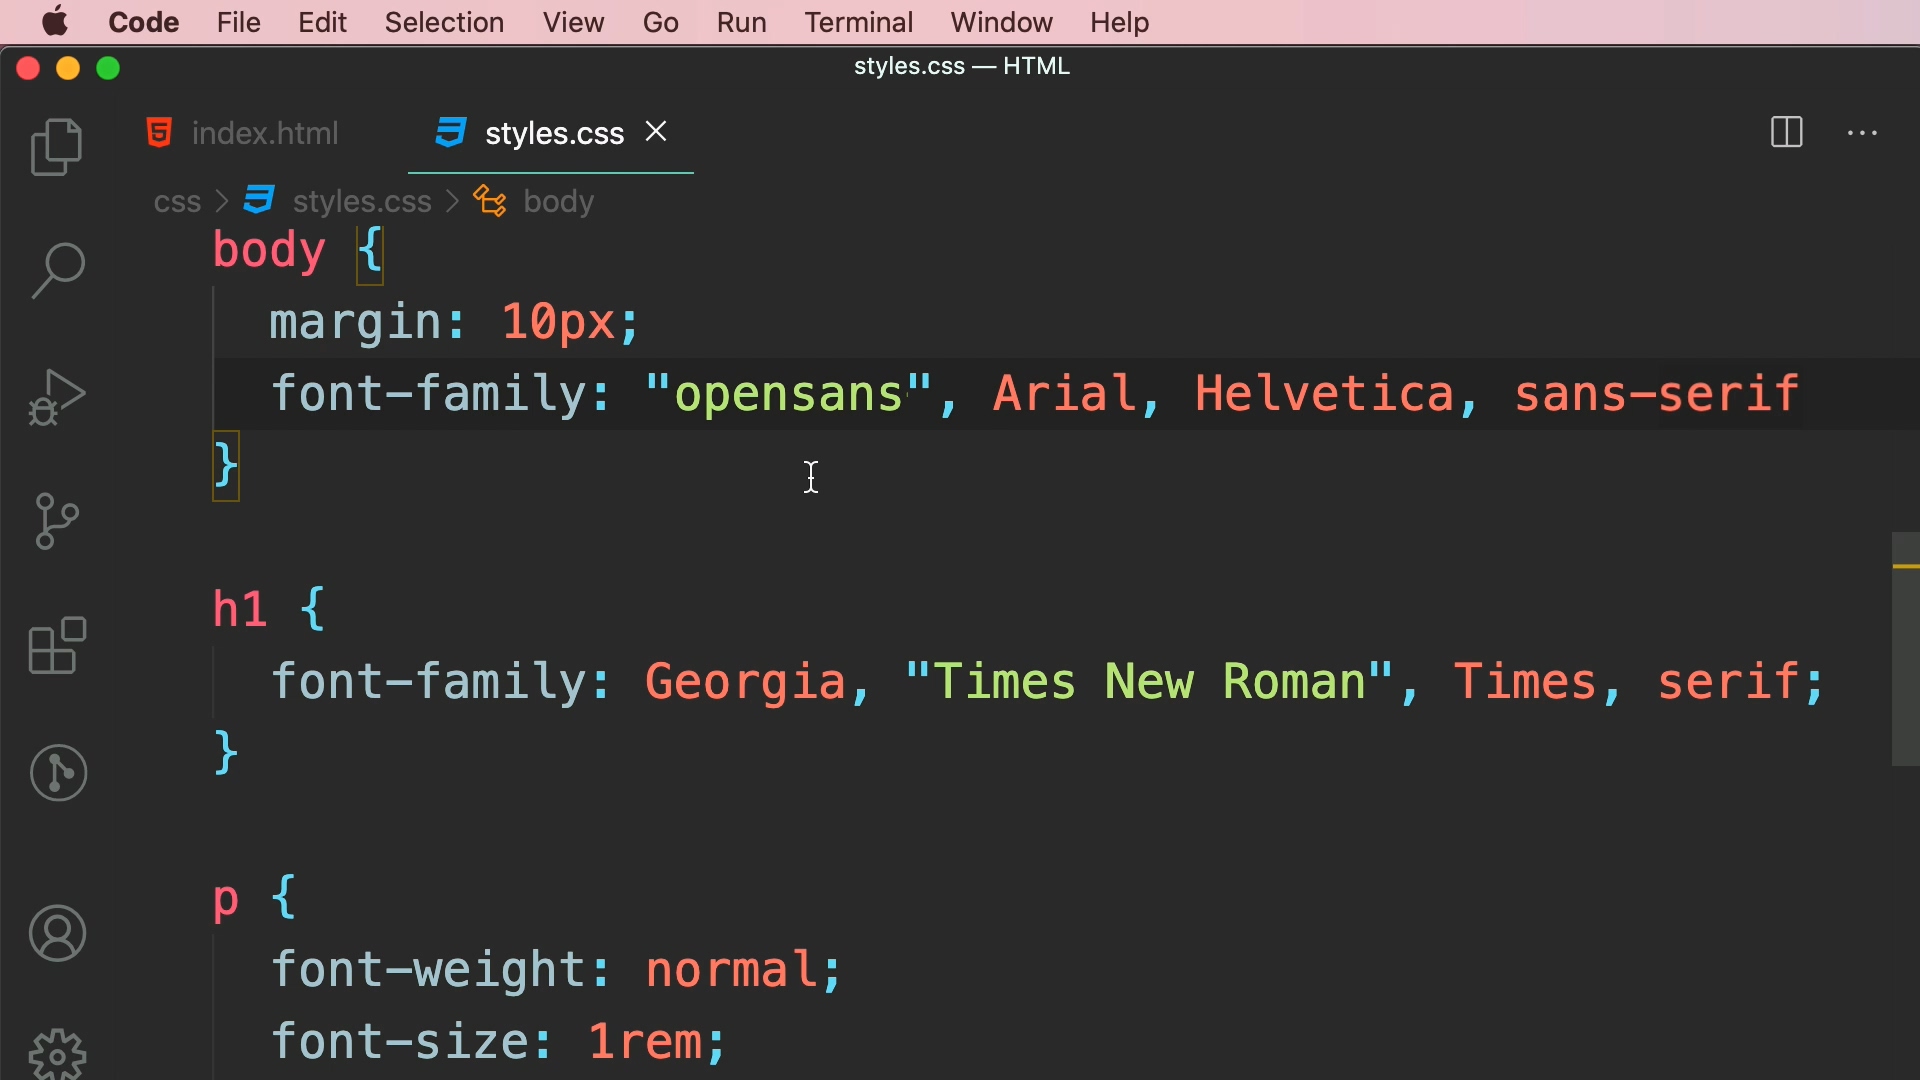 Code File Edit Selection View Go Run Terminal Window Help
styles.css — HTML
index.html styles.css
css > styles.css > body
body {
margin: 10px;
font-family: "opensans", Arial, Helvetica, sans-serif
}
h1 {
font-family: Georgia, "Times New Roman", Times, serif;
}
p {
font-weight: normal;
font-size: 1rem;